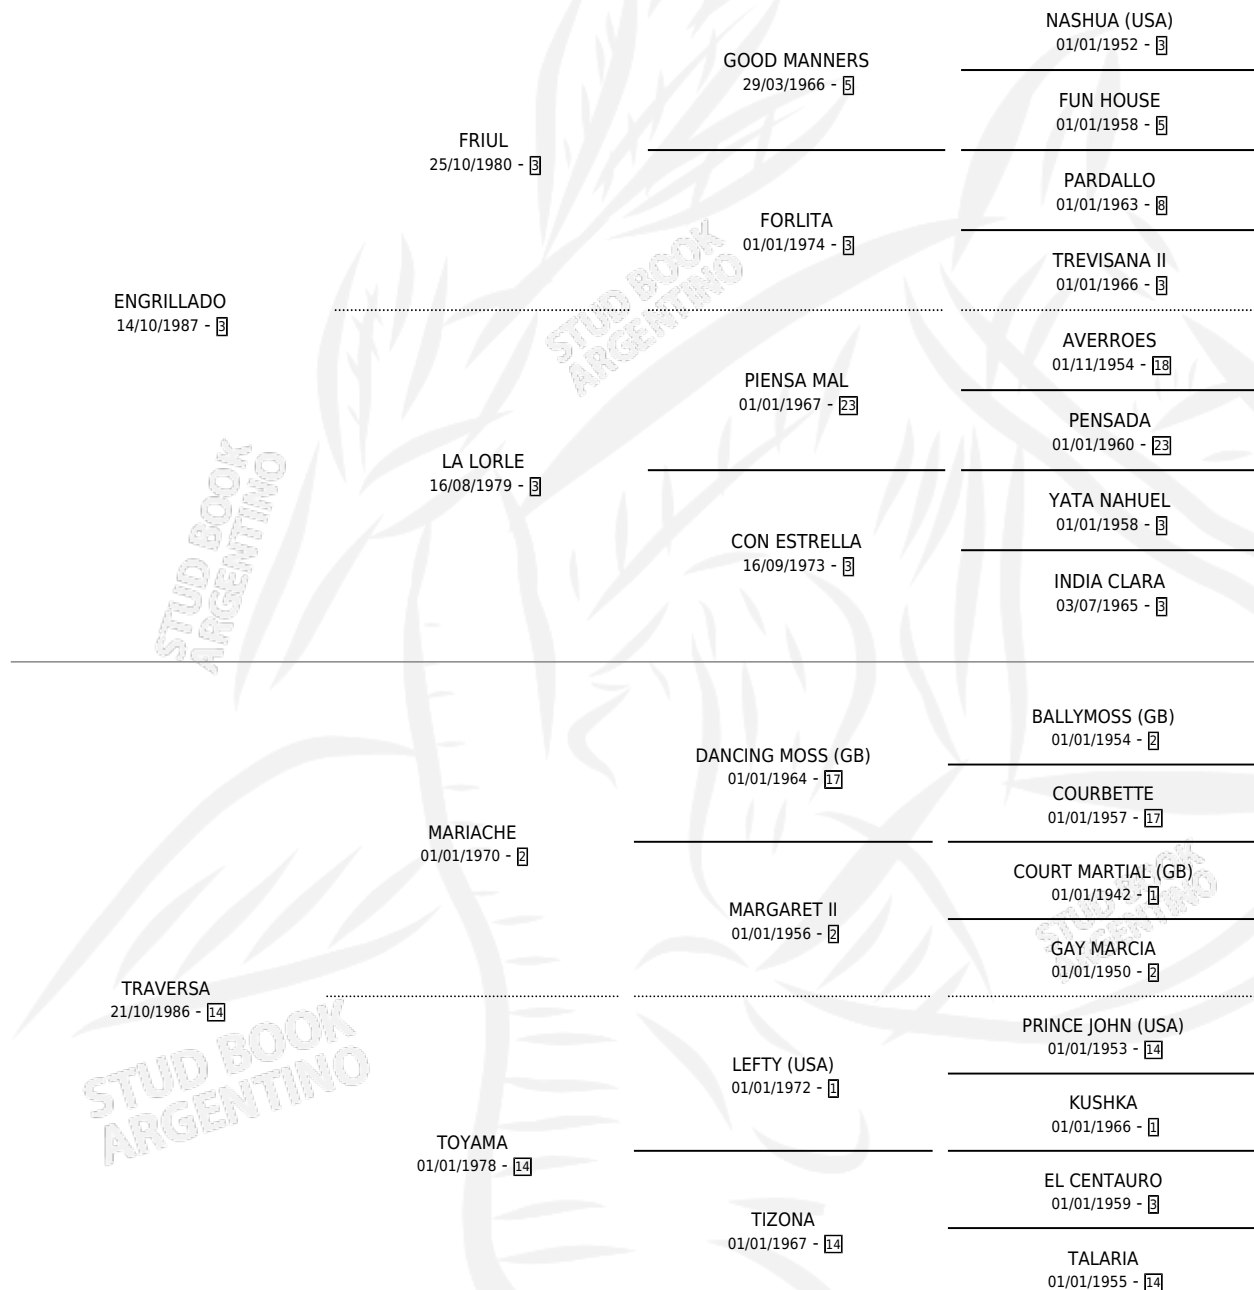 NASHUA (USA)
01/01/1952 - 3
GOOD MANNERS
29/03/1966 - 5
FUN HOUSE
01/01/1958 - 5
FRIUL
25/10/1980 - 3
PARDALLO
01/01/1963 - 8
FORLITA
01/01/1974 - 3
TREVISANA II
01/01/1966 - 3
STUD BOOK
ARGENTINO
ENGRILLADO
14/10/1987 - 3
AVERROES
01/11/1954 - 18
PIENSA MAL
01/01/1967 - 23
PENSADA
01/01/1960 - 23
LA LORLE
16/08/1979 - 3
YATA NAHUEL
01/01/1958 - 3
CON ESTRELLA
16/09/1973 - 3
INDIA CLARA
03/07/1965 - 3
STUD BOOK
ARGENTINO
BALLYMOSS (GB)
01/01/1954 - 2
DANCING MOSS (GB)
01/01/1964 - 17
COURBETTE
01/01/1957 - 17
MARIACHE
01/01/1970 - 2
COURT MARTIAL (GB)
01/01/1942 - 1
MARGARET II
01/01/1956 - 2
GAY MARCIA
01/01/1950 - 2
STUD BOOK
ARGENTINO
TRAVERSA
21/10/1986 - 14
PRINCE JOHN (USA)
01/01/1953 - 14
LEFTY (USA)
01/01/1972 - 1
KUSHKA
01/01/1966 - 1
STUD BOOK
ARGENTINO
TOYAMA
01/01/1978 - 14
EL CENTAURO
01/01/1959 - 3
TIZONA
01/01/1967 - 14
TALARIA
01/01/1955 - 14